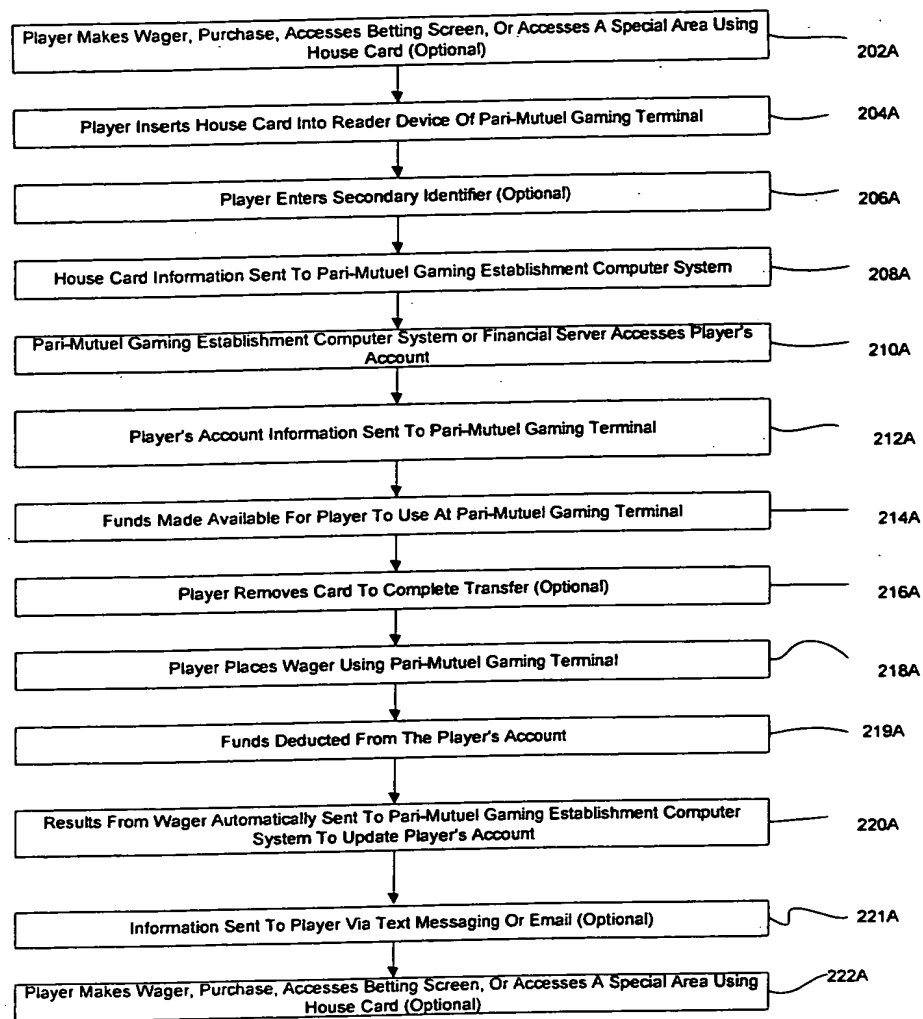 Player Makes Wager, Purchase, Accesses Betting Screen, Or Accesses A Special Area Using
House Card (Optional)
202A
Player Inserts House Card Into Reader Device Of Pari-Mutuel Gaming Terminal
204A
Player Enters Secondary Identifier (Optional)
206A
House Card Information Sent To Pari-Mutuel Gaming Establishment Computer System
208A
Pari-Mutuel Gaming Establishment Computer System or Financial Server Accesses Player's
Account
210A
Player's Account Information Sent To Pari-Mutuel Gaming Terminal
212A
Funds Made Available For Player To Use At Pari-Mutuel Gaming Terminal
214A
Player Removes Card To Complete Transfer (Optional)
216A
Player Places Wager Using Pari-Mutuel Gaming Terminal
218A
Funds Deducted From The Player's Account
219A
Results From Wager Automatically Sent To Pari-Mutuel Gaming Establishment Computer
System To Update Player's Account
220A
Information Sent To Player Via Text Messaging Or Email (Optional)
221A
Player Makes Wager, Purchase, Accesses Betting Screen, Or Accesses A Special Area Using
House Card (Optional)
222A